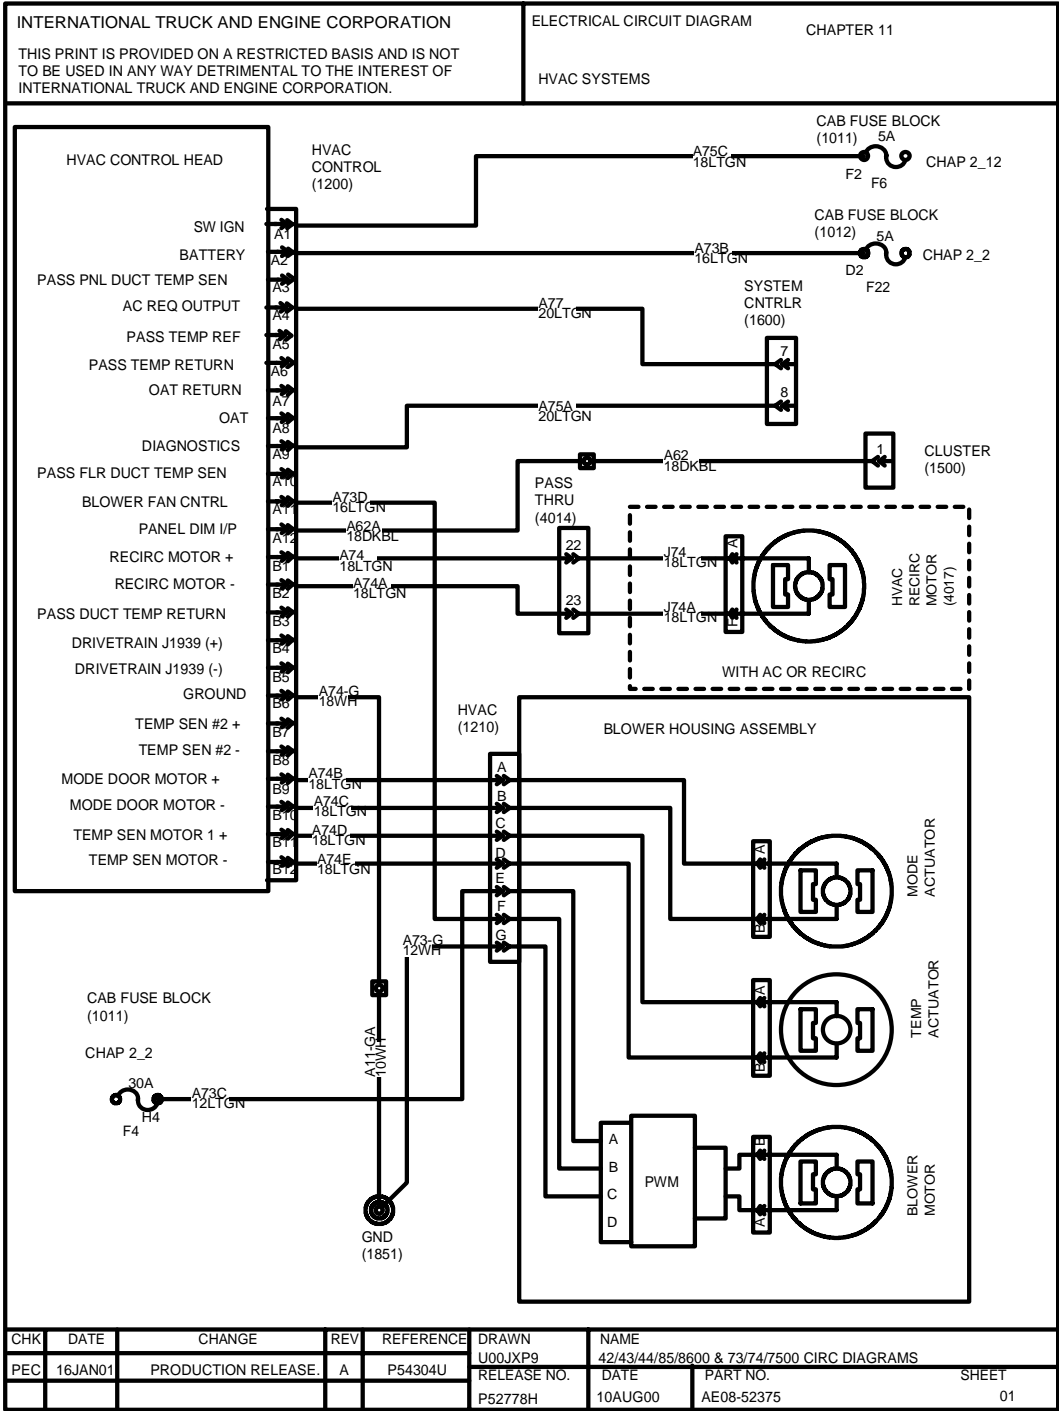 INTERNATIONAL TRUCK AND ENGINE CORPORATION
THIS PRINT IS PROVIDED ON A RESTRICTED BASIS AND IS NOT
TO BE USED IN ANY WAY DETRIMENTAL TO THE INTEREST OF
INTERNATIONAL TRUCK AND ENGINE CORPORATION.
ELECTRICAL CIRCUIT DIAGRAM
CHAPTER 11
HVAC SYSTEMS
HVAC CONTROL HEAD
HVAC
CONTROL
(1200)
SW IGN
A1
BATTERY
A2
PASS PNL DUCT TEMP SEN
A3
AC REQ OUTPUT
A4
PASS TEMP REF
A5
PASS TEMP RETURN
A6
OAT RETURN
A7
OAT
A8
DIAGNOSTICS
A9
PASS FLR DUCT TEMP SEN
A10
BLOWER FAN CNTRL
A11
PANEL DIM I/P
A12
RECIRC MOTOR +
B1
RECIRC MOTOR -
B2
PASS DUCT TEMP RETURN
B3
DRIVETRAIN J1939 (+)
B4
DRIVETRAIN J1939 (-)
B5
GROUND
B6
TEMP SEN #2 +
B7
TEMP SEN #2 -
B8
MODE DOOR MOTOR +
B9
MODE DOOR MOTOR -
B10
TEMP SEN MOTOR 1 +
B11
TEMP SEN MOTOR -
B12
A75C
18LTGN
CAB FUSE BLOCK
(1011)
5A
F2
F6
CHAP 2_12
A73B
16LTGN
CAB FUSE BLOCK
(1012)
5A
D2
F22
CHAP 2_2
A77
20LTGN
SYSTEM
CNTRLR
(1600)
7
8
A75A
20LTGN
A62
18DKBL
1
CLUSTER
(1500)
A73D
16LTGN
A62A
18DKBL
A74
18LTGN
A74A
18LTGN
PASS
THRU
(4014)
22
23
J74
18LTGN
J74A
18LTGN
A
HVAC
RECIRC
MOTOR
(4017)
WITH AC OR RECIRC
A74-G
18WH
A74B
18LTGN
A74C
18LTGN
A74D
18LTGN
A74E
18LTGN
HVAC
(1210)
A
B
C
D
E
F
G
BLOWER HOUSING ASSEMBLY
A
B
MODE
ACTUATOR
A
B
TEMP
ACTUATOR
A73-G
12WH
A11-GA
10WH
CAB FUSE BLOCK
(1011)
CHAP 2_2
30A
H4
F4
A73C
12LTGN
GND
(1851)
A
B
C
D
PWM
B
A
BLOWER
MOTOR
CHK DATE CHANGE REV REFERENCE DRAWN NAME
PEC 16JAN01 PRODUCTION RELEASE. A P54304U U00JXP9 42/43/44/85/8600 & 73/74/7500 CIRC DIAGRAMS
RELEASE NO. DATE PART NO. SHEET
P52778H 10AUG00 AE08-52375 01